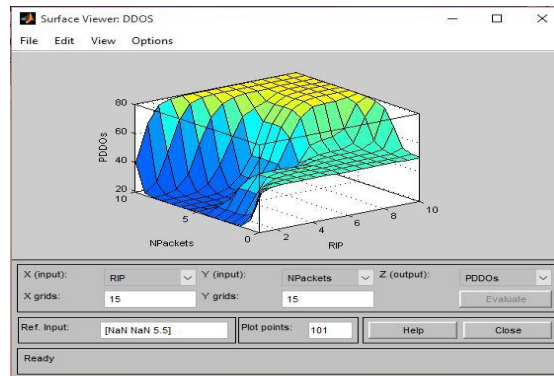 Surface Viewer: DDOS
File Edit View Options
80
60
40
20
PDDOs
10
5
0
NPackets
2
4
6
8
10
RIP
X (input): RIP Y (input): NPackets Z (output): PDDOs
X grids: 15 Y grids: 15 Evaluate
Ref. Input: [NaN NaN 5.5] Plot points: 101 Help Close
Ready